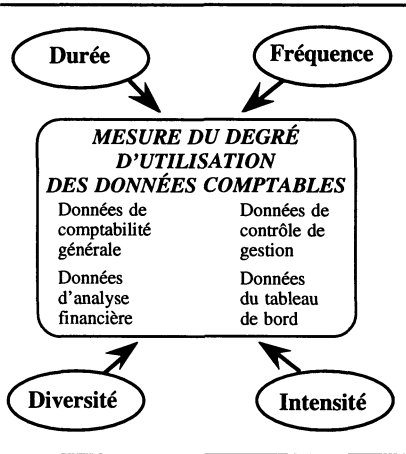 Durée
Fréquence
MESURE DU DEGRÉ
D'UTILISATION
DES DONNÉES COMPTABLES
Données de
comptabilité
générale
Données de
contrôle de
gestion
Données
d'analyse
financière
Données
du tableau
de bord
Diversité
Intensité